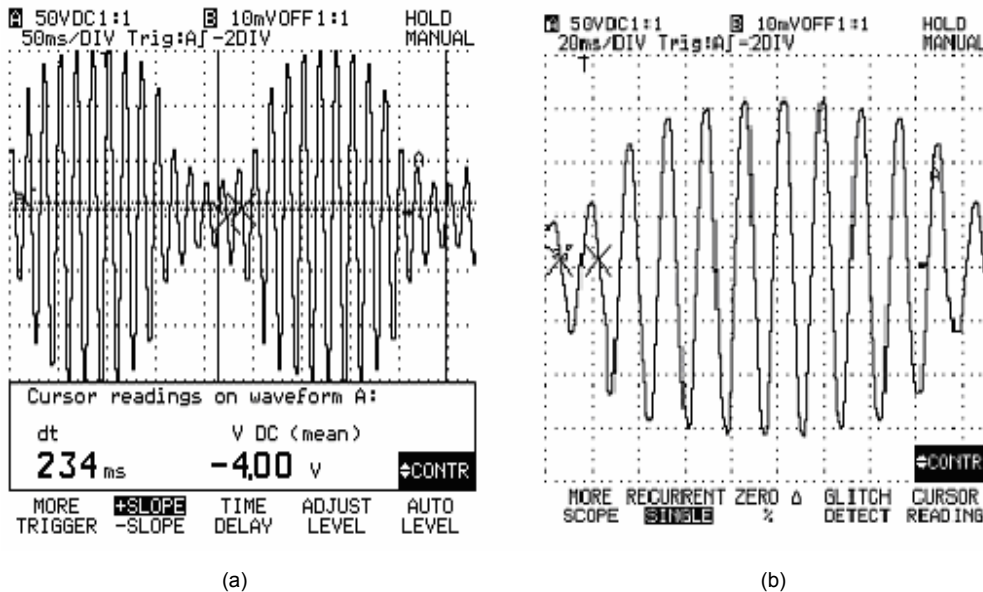 A 50VDC1:1 B 10mVOFF1:1 HOLD
50ms/DIV Trig:A∫-2DIV MANUAL
Cursor readings on waveform A:
dt V DC (mean)
234 ms -4.00 V ♦CONTR
MORE +SLOPE TIME ADJUST AUTO
TRIGGER -SLOPE DELAY LEVEL LEVEL
(a)
50VDC1:1 B 10mVOFF1:1 HOLD
20ms/DIV Trig:A∫-2DIV MANUAL
♦CONTR
MORE RECURRENT ZERO Δ GLITCH CURSOR
SCOPE SINGLE % DETECT READING
(b)